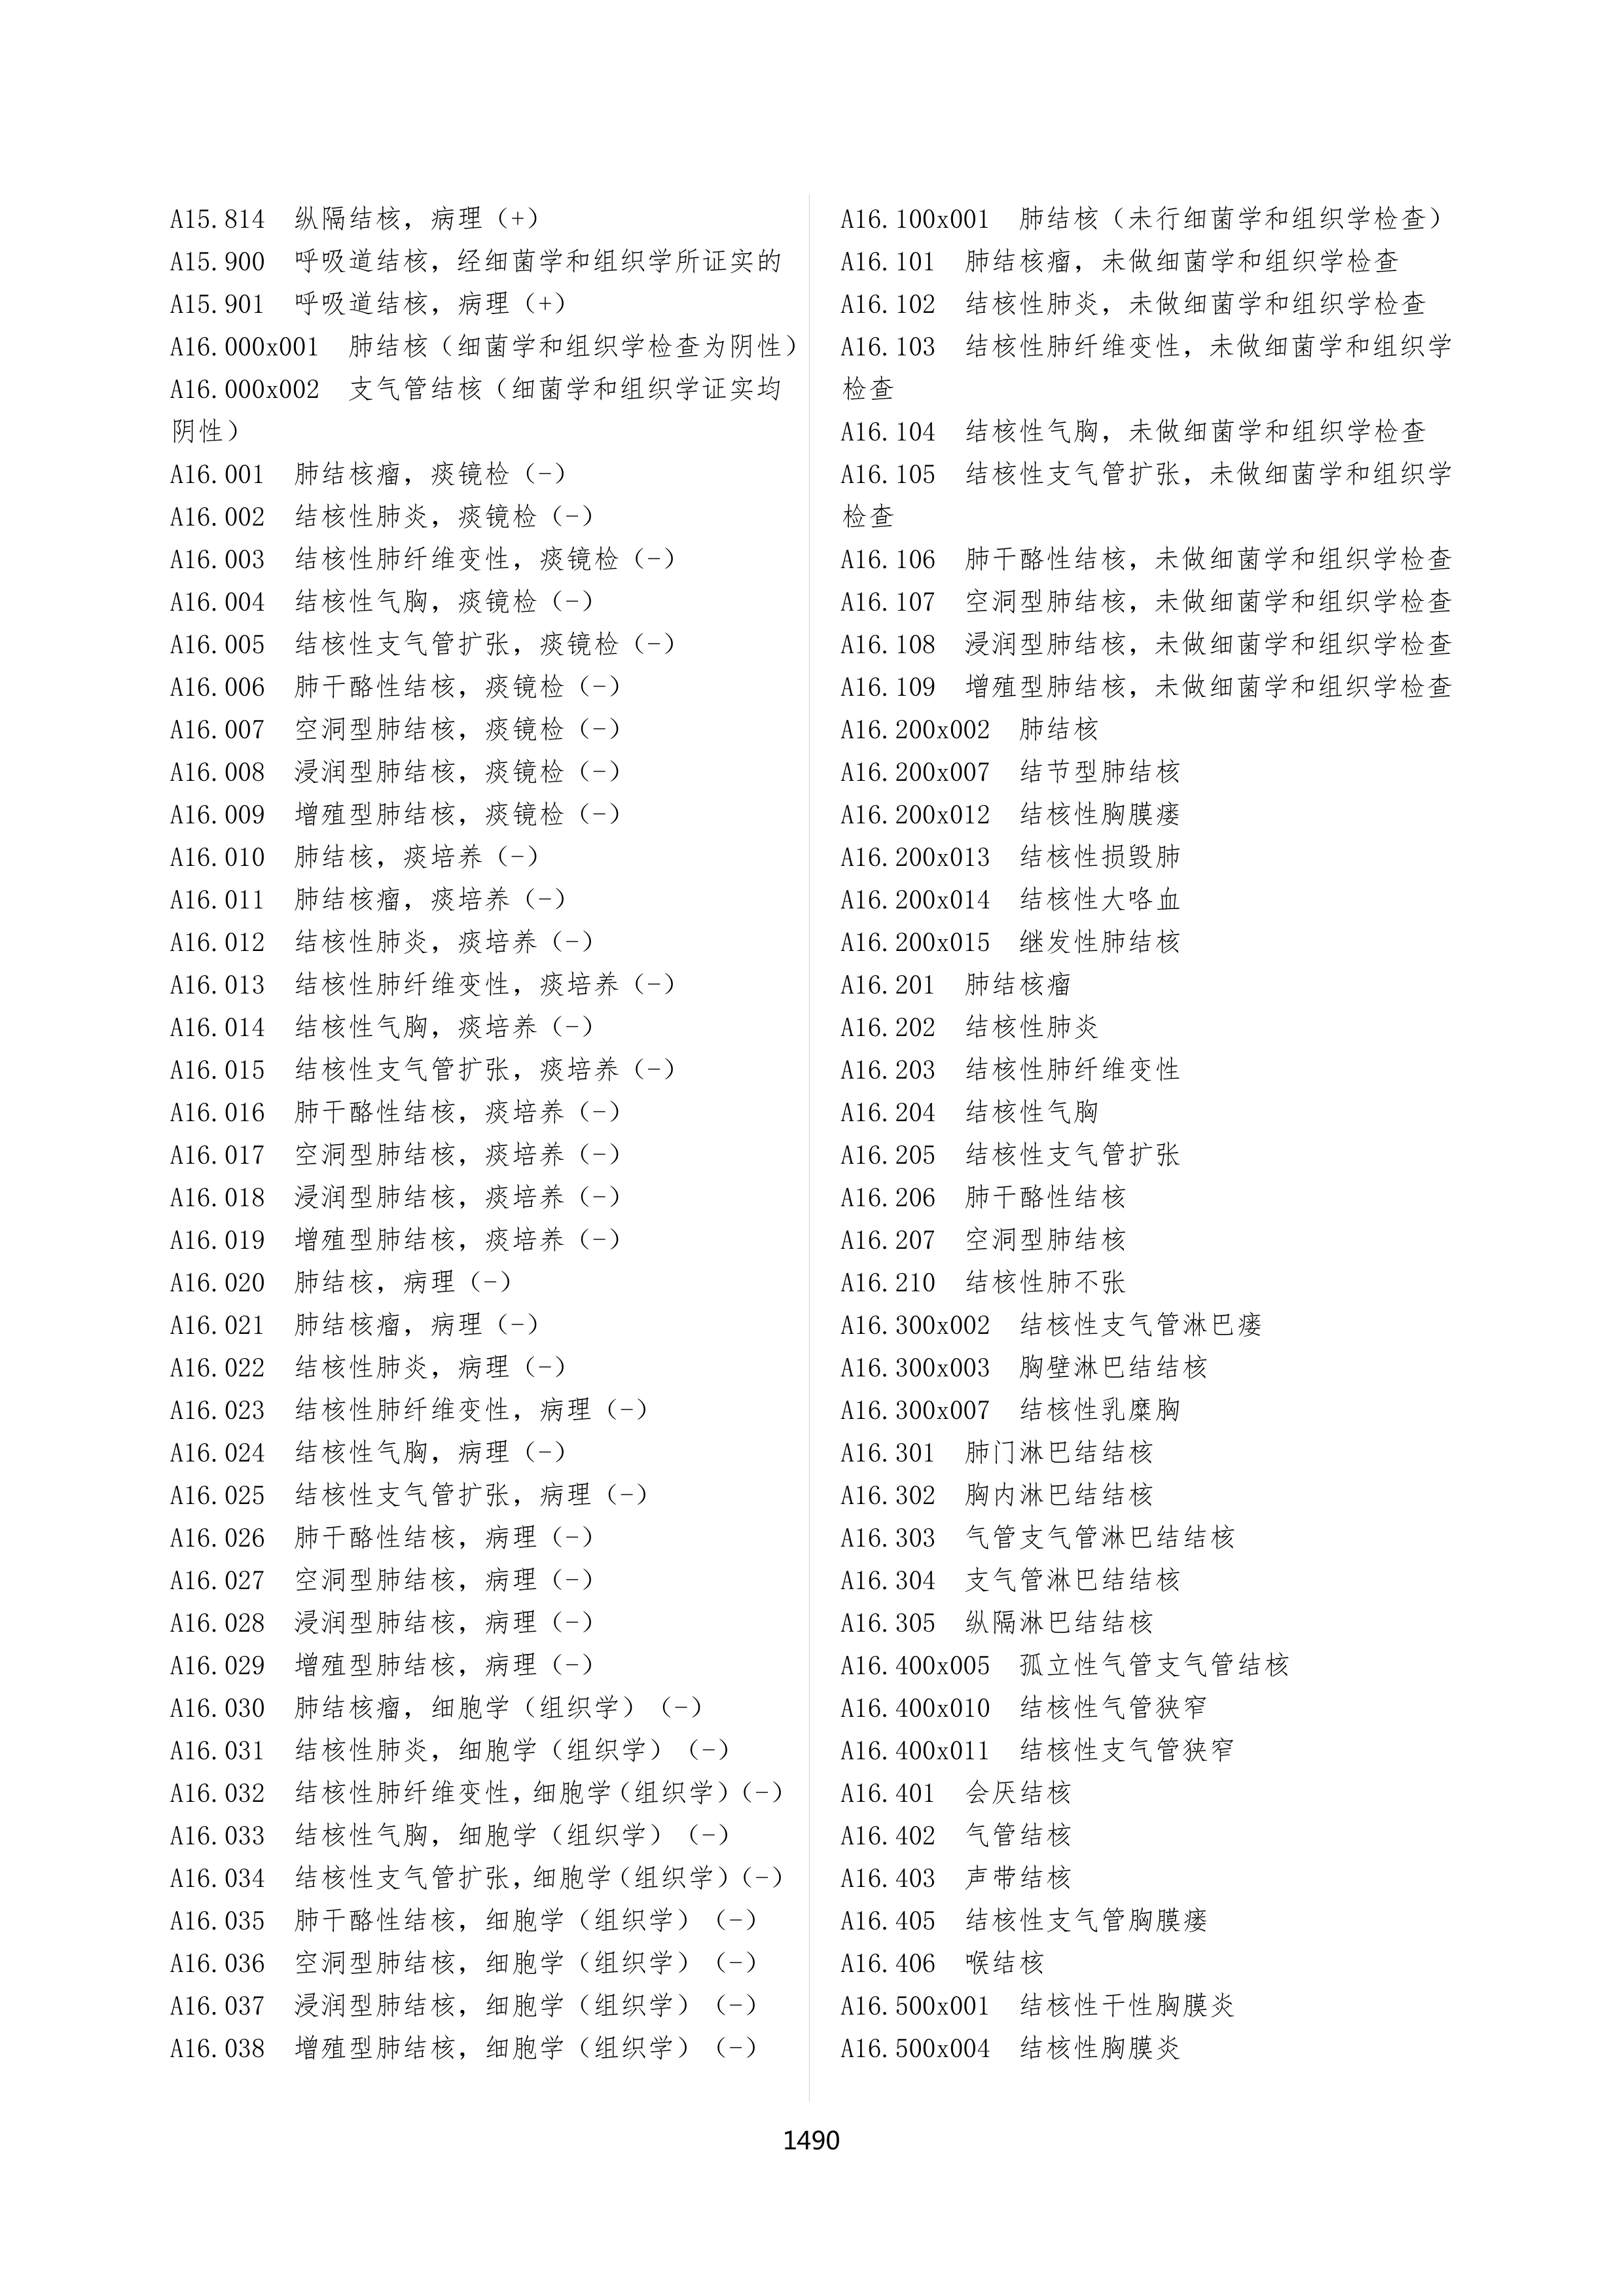 A15.814 纵隔结核，病理（+）
A15.900 呼吸道结核，经细菌学和组织学所证实的
A15.901 呼吸道结核，病理（+）
A16.000x001 肺结核（细菌学和组织学检查为阴性）
A16.000x002 支气管结核（细菌学和组织学证实均
阴性）
A16.001 肺结核瘤，痰镜检（-）
A16.002 结核性肺炎，痰镜检（-）
A16.003 结核性肺纤维变性，痰镜检（-）
A16.004 结核性气胸，痰镜检（-）
A16.005 结核性支气管扩张，痰镜检（-）
A16.006 肺干酪性结核，痰镜检（-）
A16.007 空洞型肺结核，痰镜检（-）
A16.008 浸润型肺结核，痰镜检（-）
A16.009 增殖型肺结核，痰镜检（-）
A16.010 肺结核，痰培养（-）
A16.011 肺结核瘤，痰培养（-）
A16.012 结核性肺炎，痰培养（-）
A16.013 结核性肺纤维变性，痰培养（-）
A16.014 结核性气胸，痰培养（-）
A16.015 结核性支气管扩张，痰培养（-）
A16.016 肺干酪性结核，痰培养（-）
A16.017 空洞型肺结核，痰培养（-）
A16.018 浸润型肺结核，痰培养（-）
A16.019 增殖型肺结核，痰培养（-）
A16.020 肺结核，病理（-）
A16.021 肺结核瘤，病理（-）
A16.022 结核性肺炎，病理（-）
A16.023 结核性肺纤维变性，病理（-）
A16.024 结核性气胸，病理（-）
A16.025 结核性支气管扩张，病理（-）
A16.026 肺干酪性结核，病理（-）
A16.027 空洞型肺结核，病理（-）
A16.028 浸润型肺结核，病理（-）
A16.029 增殖型肺结核，病理（-）
A16.030 肺结核瘤，细胞学（组织学）（-）
A16.031 结核性肺炎，细胞学（组织学）（-）
A16.032 结核性肺纤维变性，细胞学（组织学）（-）
A16.033 结核性气胸，细胞学（组织学）（-）
A16.034 结核性支气管扩张，细胞学（组织学）（-）
A16.035 肺干酪性结核，细胞学（组织学）（-）
A16.036 空洞型肺结核，细胞学（组织学）（-）
A16.037 浸润型肺结核，细胞学（组织学）（-）
A16.038 增殖型肺结核，细胞学（组织学）（-）
A16.100x001 肺结核（未行细菌学和组织学检查）
A16.101 肺结核瘤，未做细菌学和组织学检查
A16.102 结核性肺炎，未做细菌学和组织学检查
A16.103 结核性肺纤维变性，未做细菌学和组织学
检查
A16.104 结核性气胸，未做细菌学和组织学检查
A16.105 结核性支气管扩张，未做细菌学和组织学
检查
A16.106 肺干酪性结核，未做细菌学和组织学检查
A16.107 空洞型肺结核，未做细菌学和组织学检查
A16.108 浸润型肺结核，未做细菌学和组织学检查
A16.109 增殖型肺结核，未做细菌学和组织学检查
A16.200x002 肺结核
A16.200x007 结节型肺结核
A16.200x012 结核性胸膜瘘
A16.200x013 结核性损毁肺
A16.200x014 结核性大咯血
A16.200x015 继发性肺结核
A16.201 肺结核瘤
A16.202 结核性肺炎
A16.203 结核性肺纤维变性
A16.204 结核性气胸
A16.205 结核性支气管扩张
A16.206 肺干酪性结核
A16.207 空洞型肺结核
A16.210 结核性肺不张
A16.300x002 结核性支气管淋巴瘘
A16.300x003 胸壁淋巴结结核
A16.300x007 结核性乳糜胸
A16.301 肺门淋巴结结核
A16.302 胸内淋巴结结核
A16.303 气管支气管淋巴结结核
A16.304 支气管淋巴结结核
A16.305 纵隔淋巴结结核
A16.400x005 孤立性气管支气管结核
A16.400x010 结核性气管狭窄
A16.400x011 结核性支气管狭窄
A16.401 会厌结核
A16.402 气管结核
A16.403 声带结核
A16.405 结核性支气管胸膜瘘
A16.406 喉结核
A16.500x001 结核性干性胸膜炎
A16.500x004 结核性胸膜炎
1490